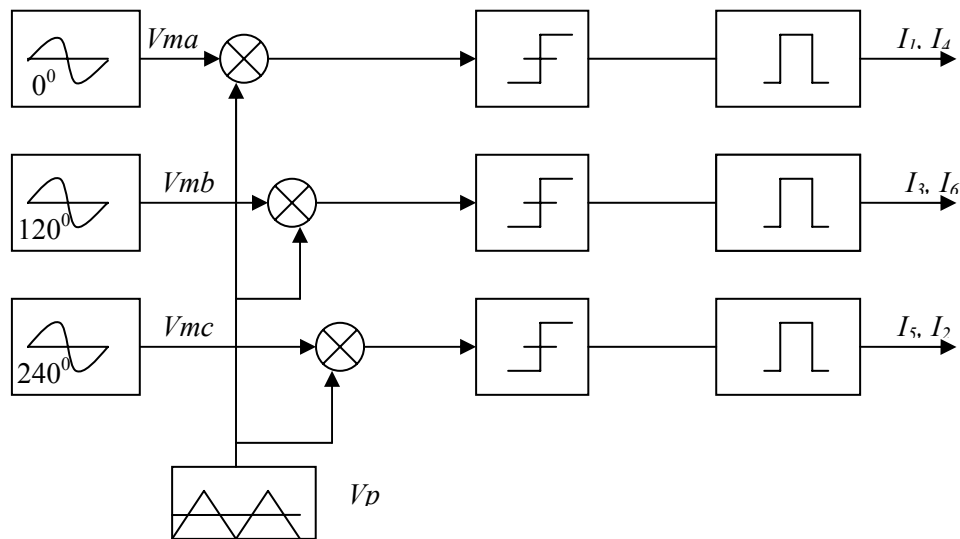 Vma
0⁰
I₁, I₄
Vmb
120⁰
I₃, I₆
Vmc
240⁰
I₅, I₂
Vp